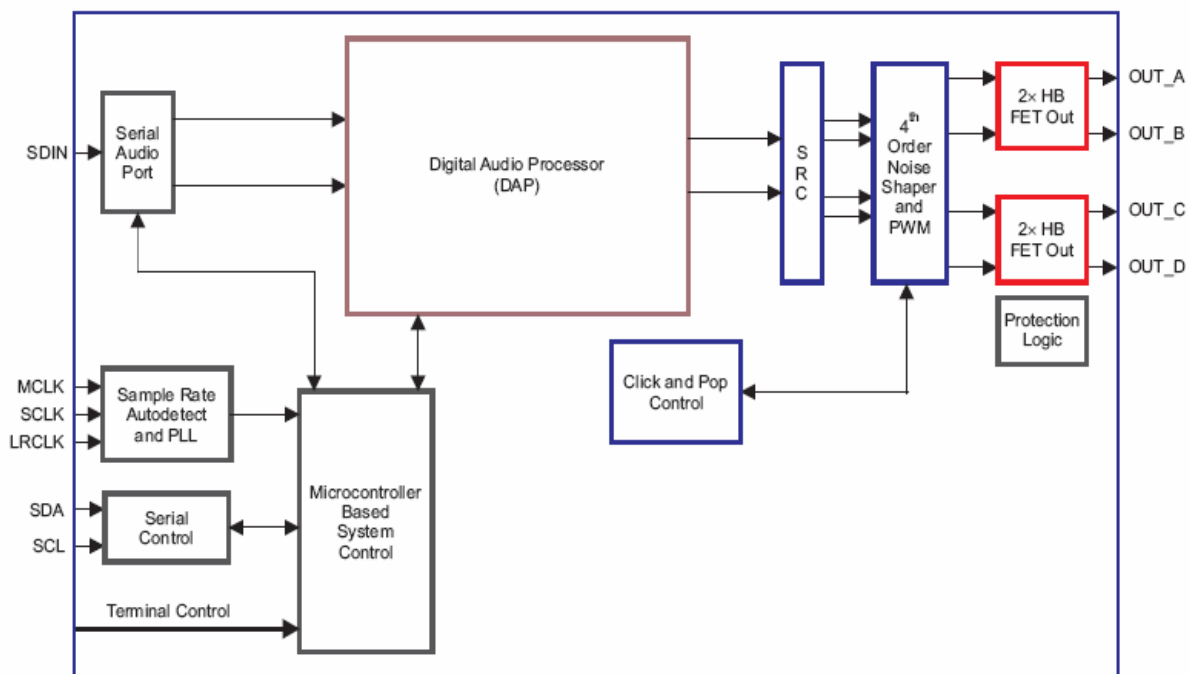 SDIN
Serial
Audio
Port
Digital Audio Processor
(DAP)
S
R
C
4th
Order
Noise
Shaper
and
PWM
2× HB
FET Out
OUT_A
OUT_B
2× HB
FET Out
OUT_C
OUT_D
Protection
Logic
Click and Pop
Control
MCLK
SCLK
LRCLK
Sample Rate
Autodetect
and PLL
SDA
SCL
Serial
Control
Microcontroller
Based
System
Control
Terminal Control